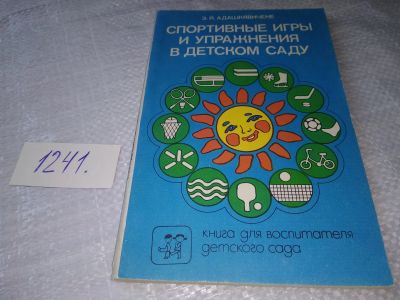 Э. Й. АДАШКЯВИЧЕНЕ
СПОРТИВНЫЕ ИГРЫ
И УПРАЖНЕНИЯ
В ДЕТСКОМ САДУ
1241.
книга для воспитателя
детского сада